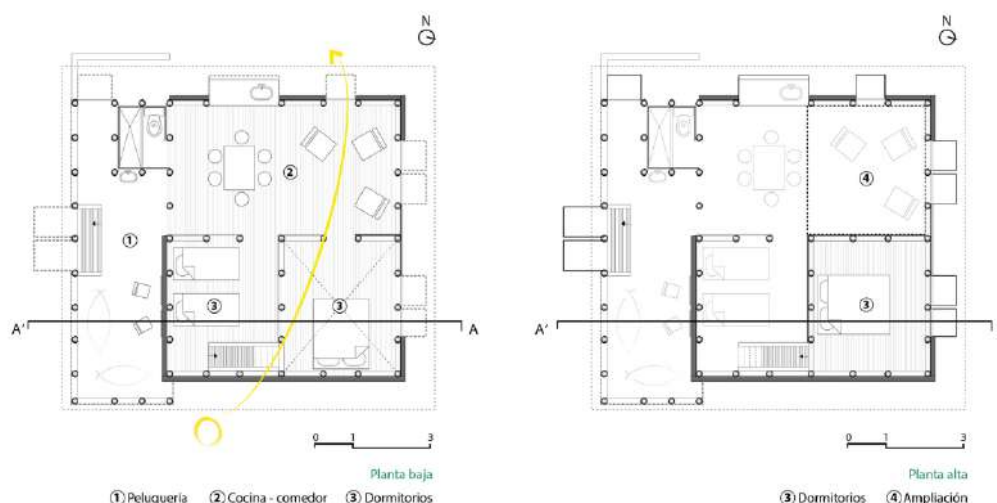 N
N
①
②
③
③
A'
A
0 1 3
Planta baja
① Peluquería ② Cocina - comedor ③ Dormitorios
④
③
A'
0 1 3
Planta alta
③ Dormitorios ④ Ampliación